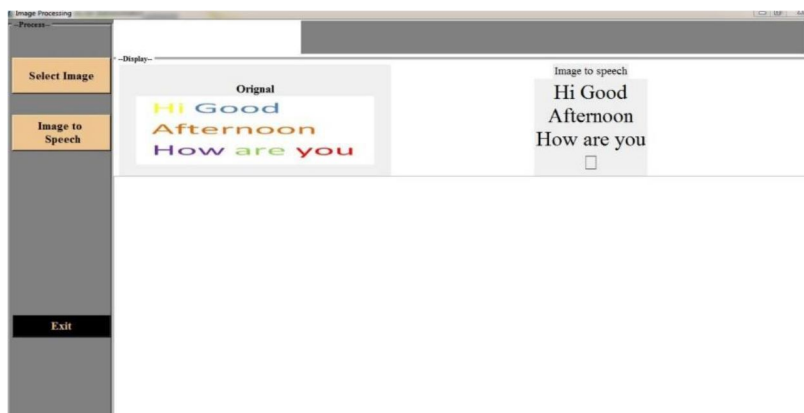 Image Processing
--Process--
Select Image
Image to
Speech
Exit
--Display--
Orignal
Hi Good
Afternoon
How are you
Image to speech
Hi Good
Afternoon
How are you